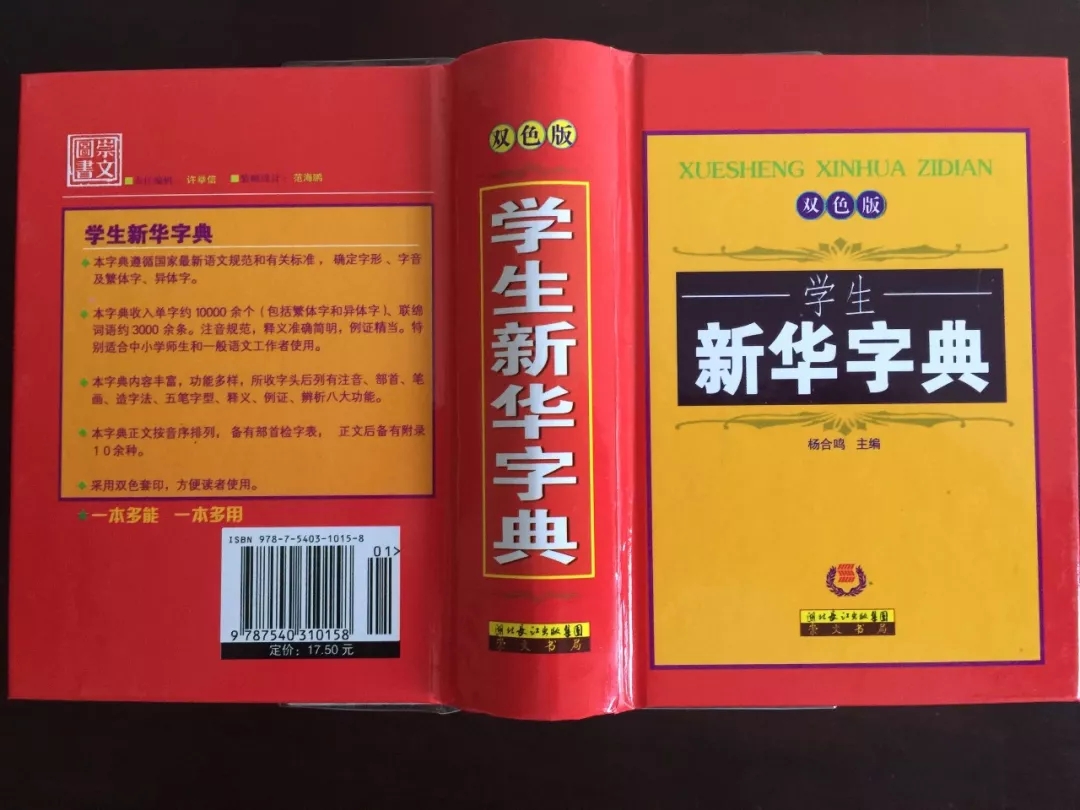 崇文圖書
责任编辑：许举信 ■封面设计：范海鸥
学生新华字典
本字典遵循国家最新语文规范和有关标准，确定字形、字音
及繁体字、异体字。
本字典收入单字约10000余个（包括繁体字和异体字）、联绵
词语约3000余条。注音规范，释义准确简明，例证精当。特
别适合中小学师生和一般语文工作者使用。
本字典内容丰富，功能多样，所收字头后列有注音、部首、笔
画、造字法、五笔字型、释义、例证、辨析八大功能。
本字典正文按音序排列，备有部首检字表，正文后备有附录
10余种。
采用双色套印，方便读者使用。
★一本多能 一本多用
ISBN 978-7-5403-1015-8
01>
9 787540 310158
定价：17.50元
双色版
学生新华字典
湖北长江出版集团
崇文书局
XUESHENG XINHUA ZIDIAN
双色版
学生
新华字典
杨合鸣 主编
湖北长江出版集团
崇文书局